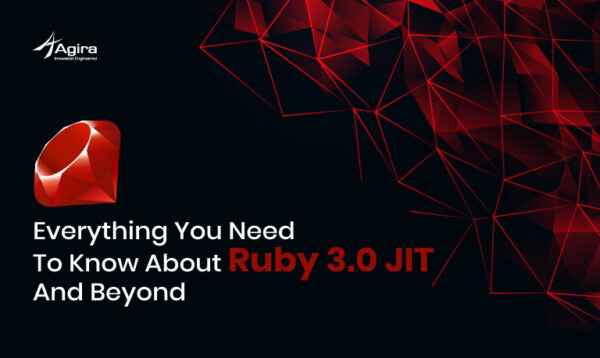 Agira
Innovation Engineered
Everything You Need
To Know About Ruby 3.0 JIT
And Beyond